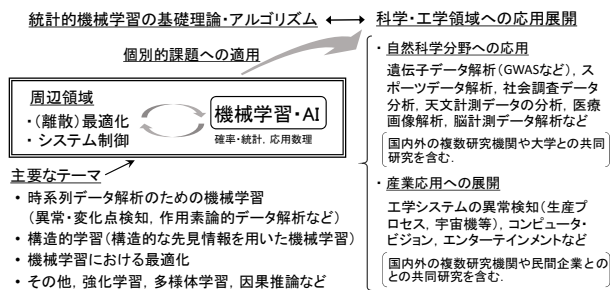 統計的機械学習の基礎理論・アルゴリズム
科学・工学領域への応用展開
個別的課題への適用
周辺領域
・(離散)最適化
・システム制御
機械学習・AI
確率・統計, 応用数理
主要なテーマ
• 時系列データ解析のための機械学習
(異常・変化点検知, 作用素論的データ解析など)
• 構造的学習(構造的な先見情報を用いた機械学習)
• 機械学習における最適化
• その他, 強化学習, 多様体学習, 因果推論など
・自然科学分野への応用
遺伝子データ解析(GWASなど), ス
ポーツデータ解析, 社会調査データ
分析, 天文計測データの分析, 医療
画像解析, 脳計測データ解析など
国内外の複数研究機関や大学との共同
研究を含む.
・産業応用への展開
工学システムの異常検知(生産プ
ロセス, 宇宙機等), コンピュータ・
ビジョン, エンターテインメントなど
国内外の複数研究機関や民間企業との
との共同研究を含む.